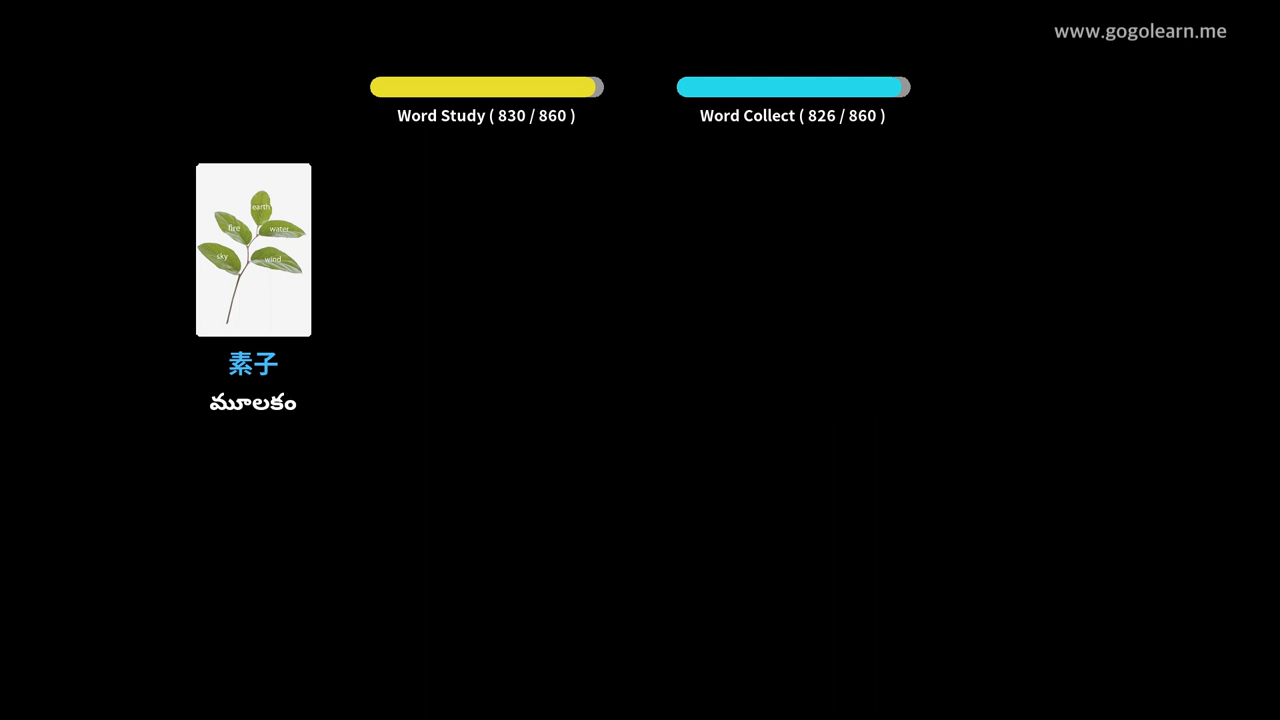 www.gogolearn.me
Word Study ( 830 / 860 )
Word Collect ( 826 / 860 )
earth
fire
water
sky
wind
素子
మూలకం